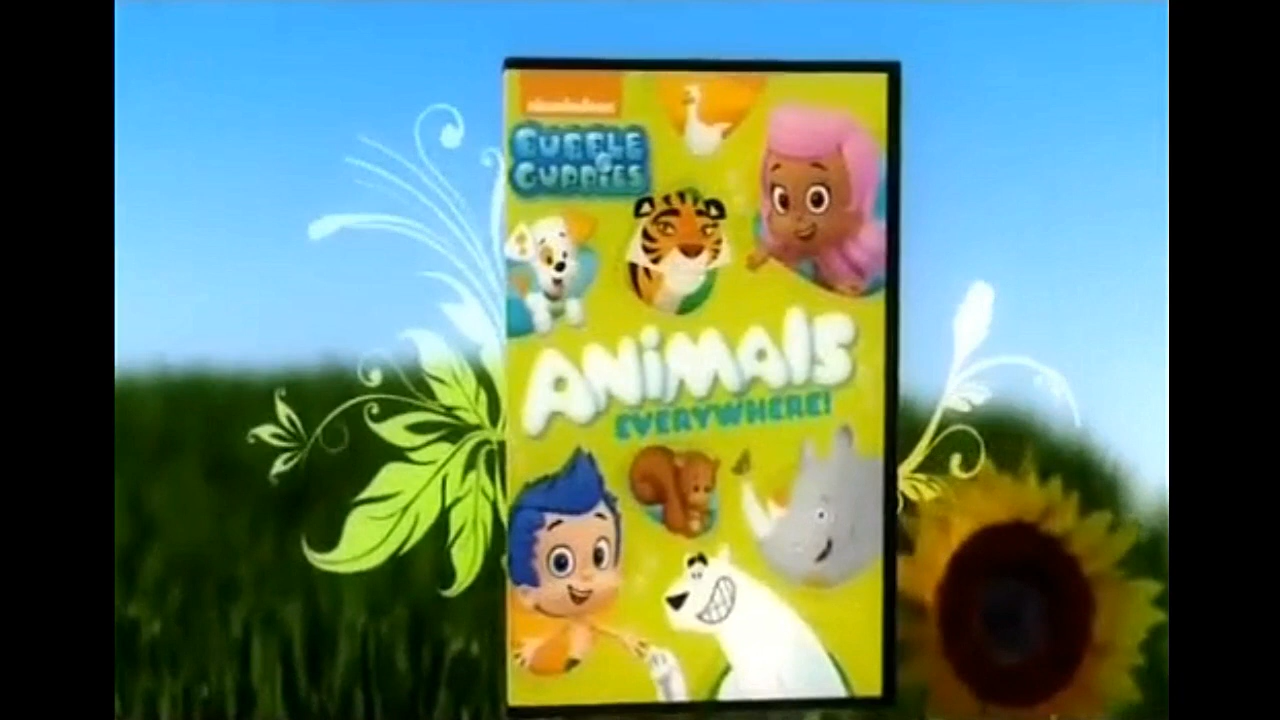 nickelodeon
BUBBLE
GUPPIES
ANiMALS
EVERYWHERE!